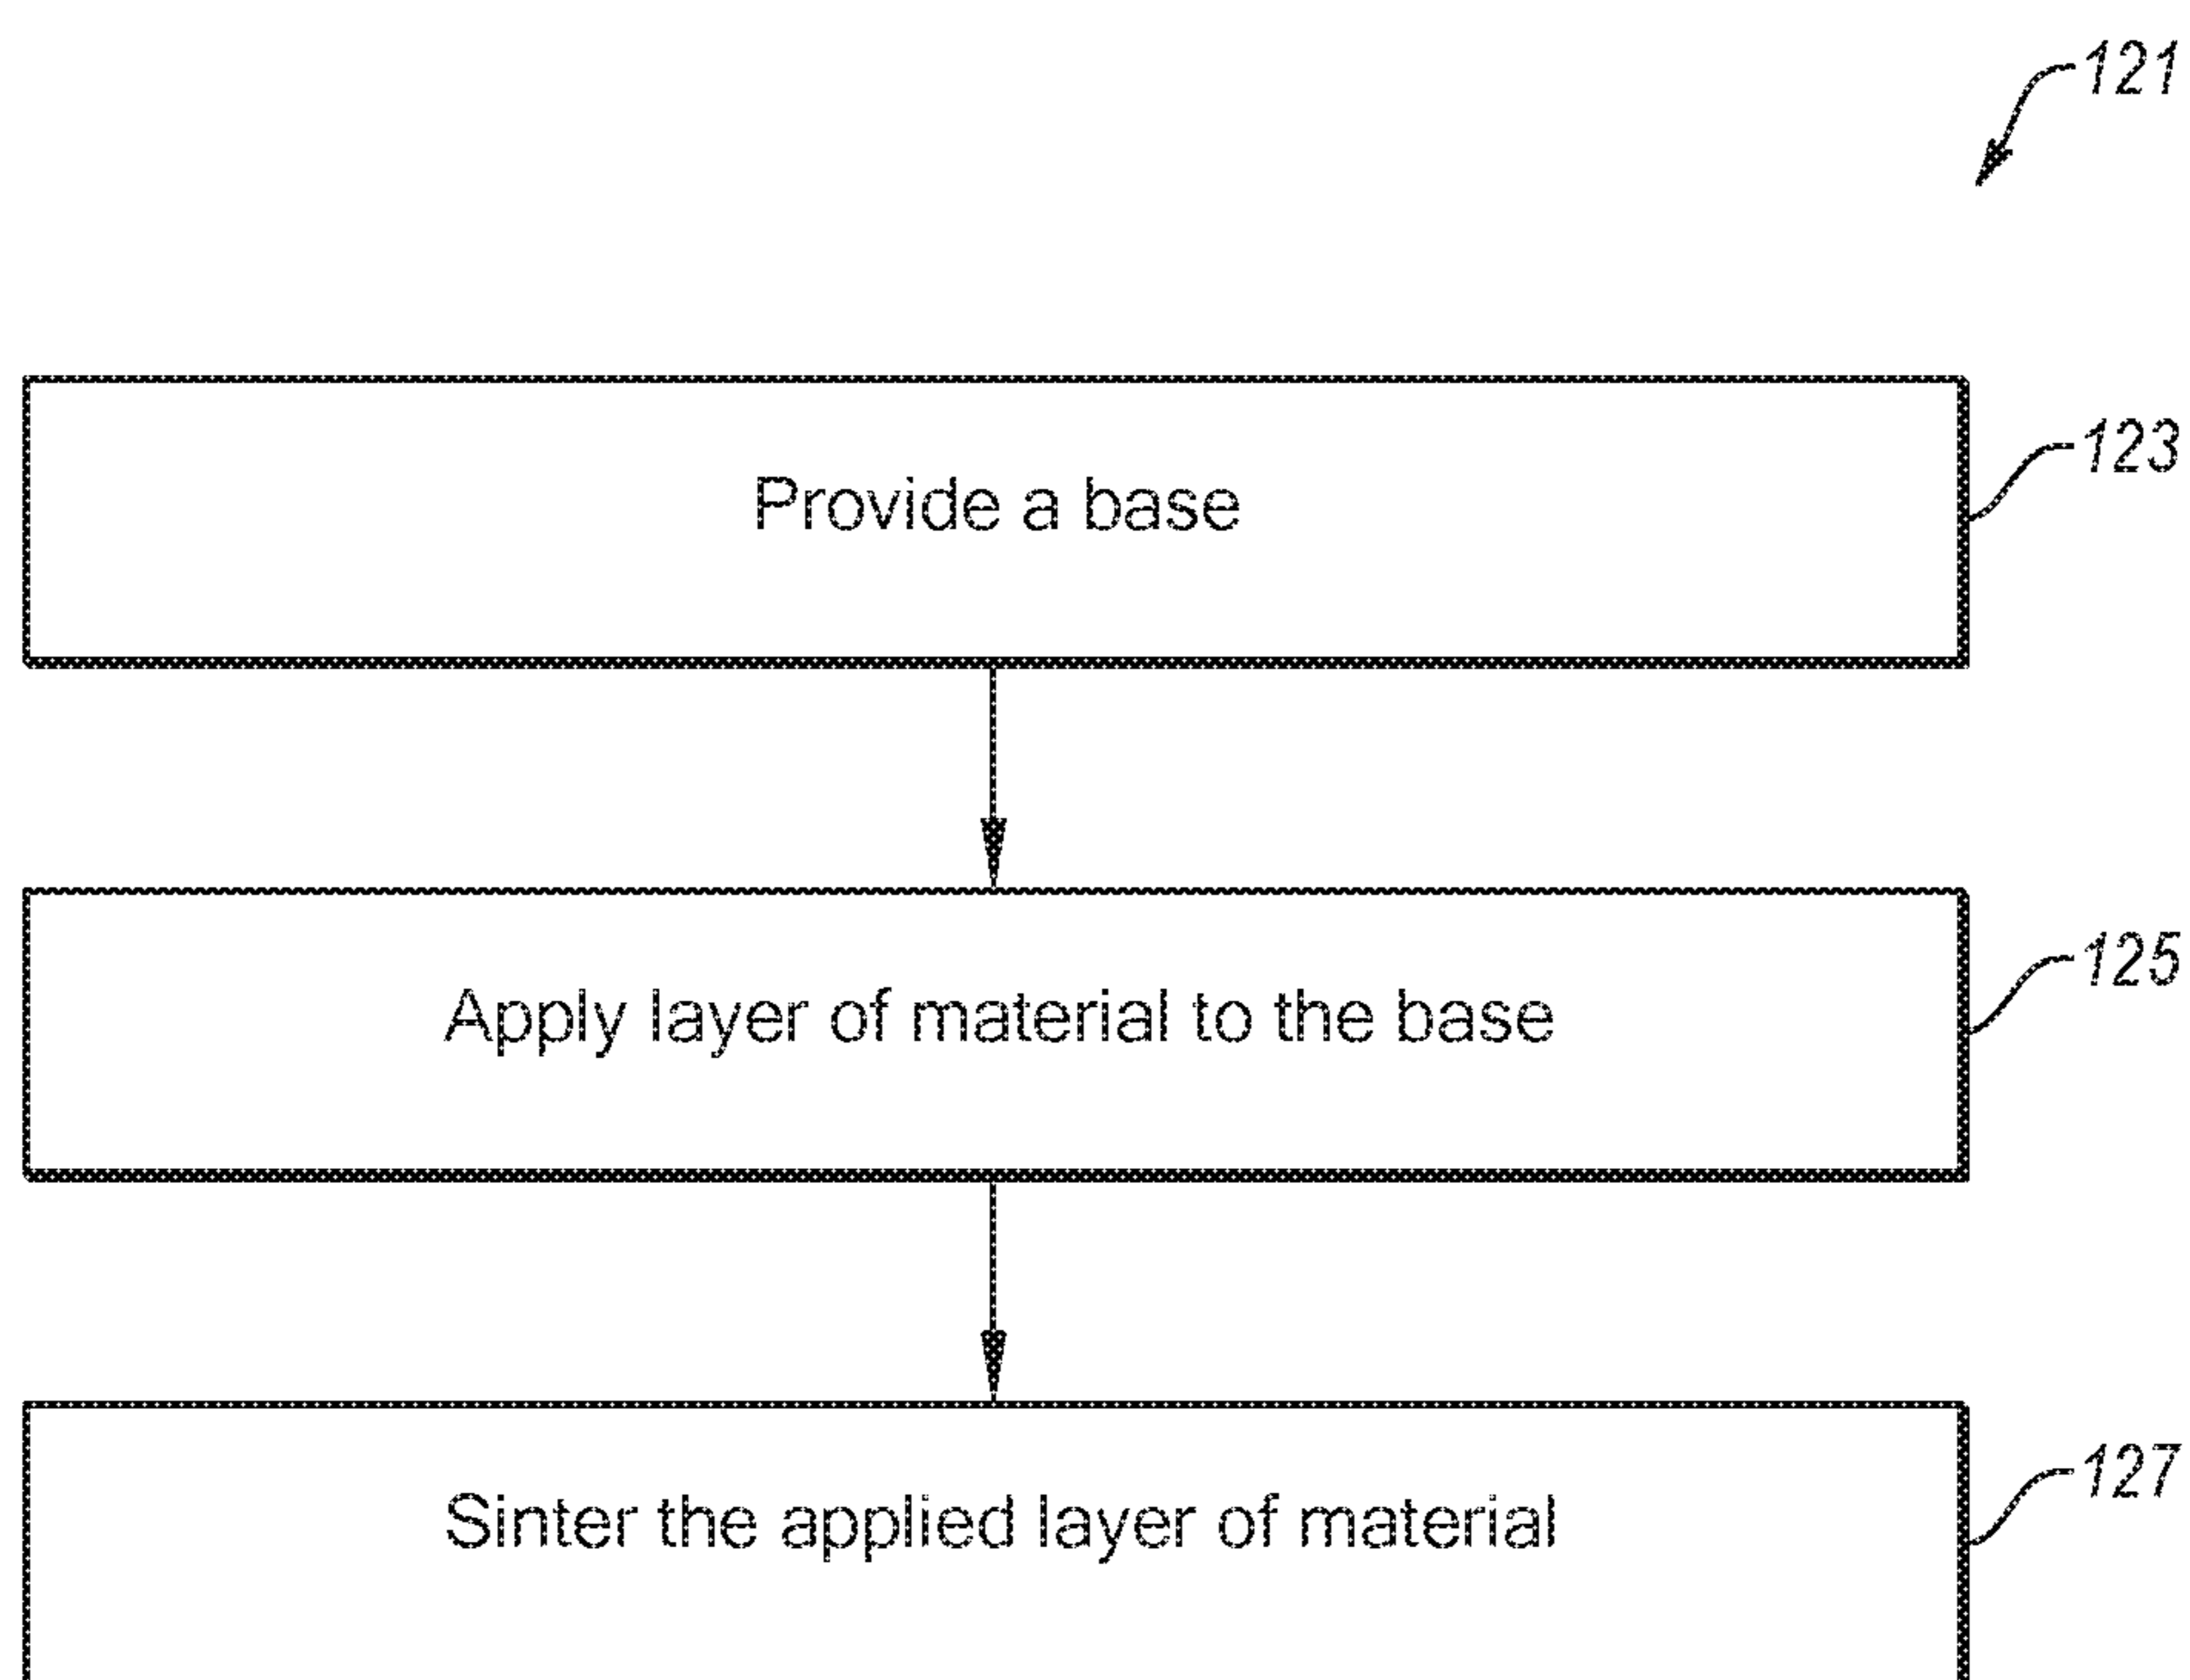 121
Provide a base
123
Apply layer of material to the base
125
Sinter the applied layer of material
127